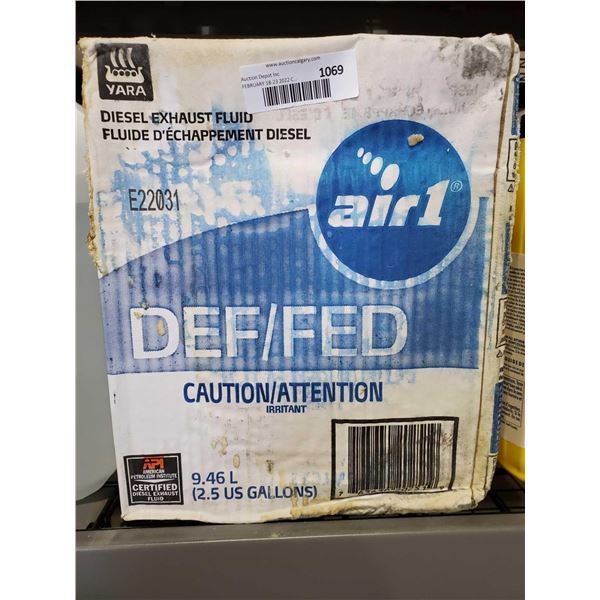 www.auctioncalgary.com
Auction Depot Inc
1069
FEBRUARY 18-23 2022 C...
YARA
DIESEL EXHAUST FLUID
FLUIDE D'ÉCHAPPEMENT DIESEL
E22031
air1®
DEF/FED
CAUTION/ATTENTION
IRRITANT
API
AMERICAN
PETROLEUM INSTITUTE
CERTIFIED
DIESEL EXHAUST
FLUID
9.46 L
(2.5 US GALLONS)